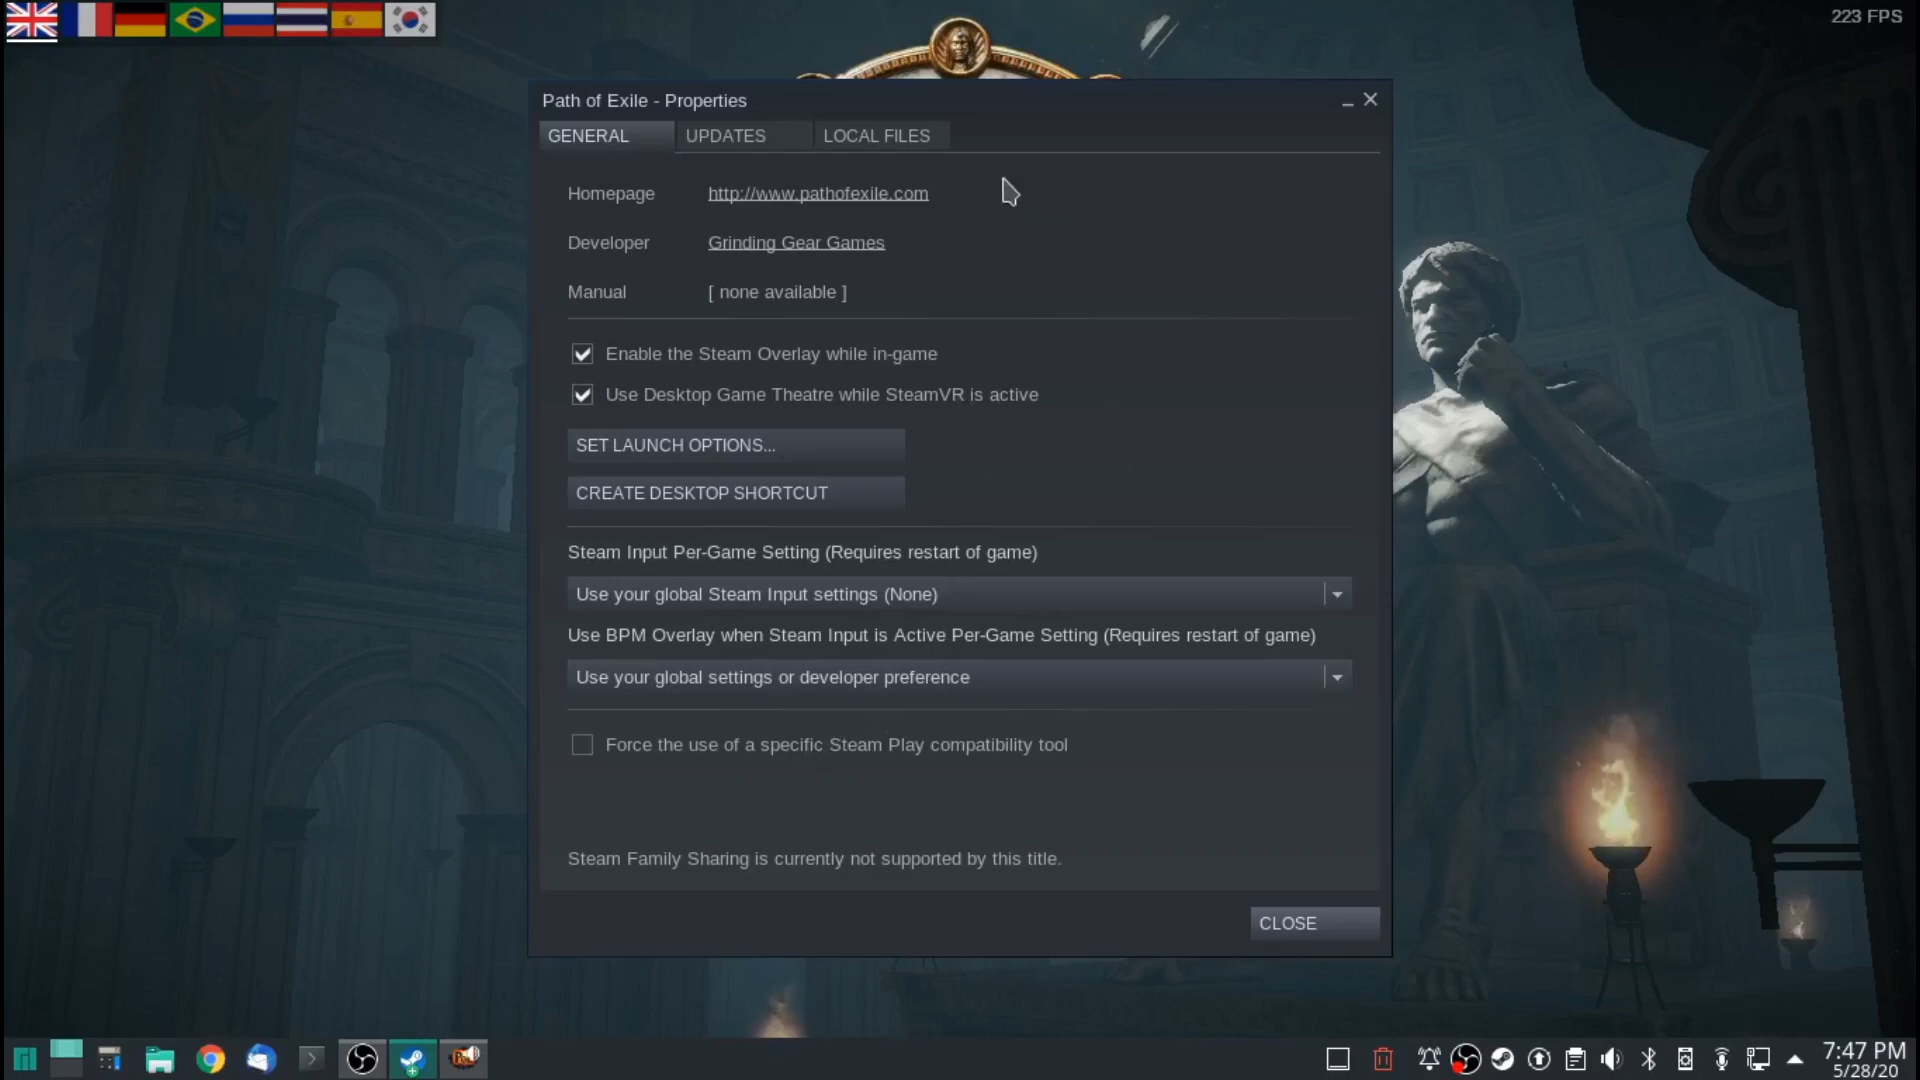 223 FPS
Path of Exile - Properties
GENERAL
UPDATES
LOCAL FILES
Homepage
http://www.pathofexile.com
Developer
Grinding Gear Games
Manual
[ none available ]
Enable the Steam Overlay while in-game
Use Desktop Game Theatre while SteamVR is active
SET LAUNCH OPTIONS...
CREATE DESKTOP SHORTCUT
Steam Input Per-Game Setting (Requires restart of game)
Use your global Steam Input settings (None)
Use BPM Overlay when Steam Input is Active Per-Game Setting (Requires restart of game)
Use your global settings or developer preference
Force the use of a specific Steam Play compatibility tool
Steam Family Sharing is currently not supported by this title.
CLOSE
7:47 PM
5/28/20